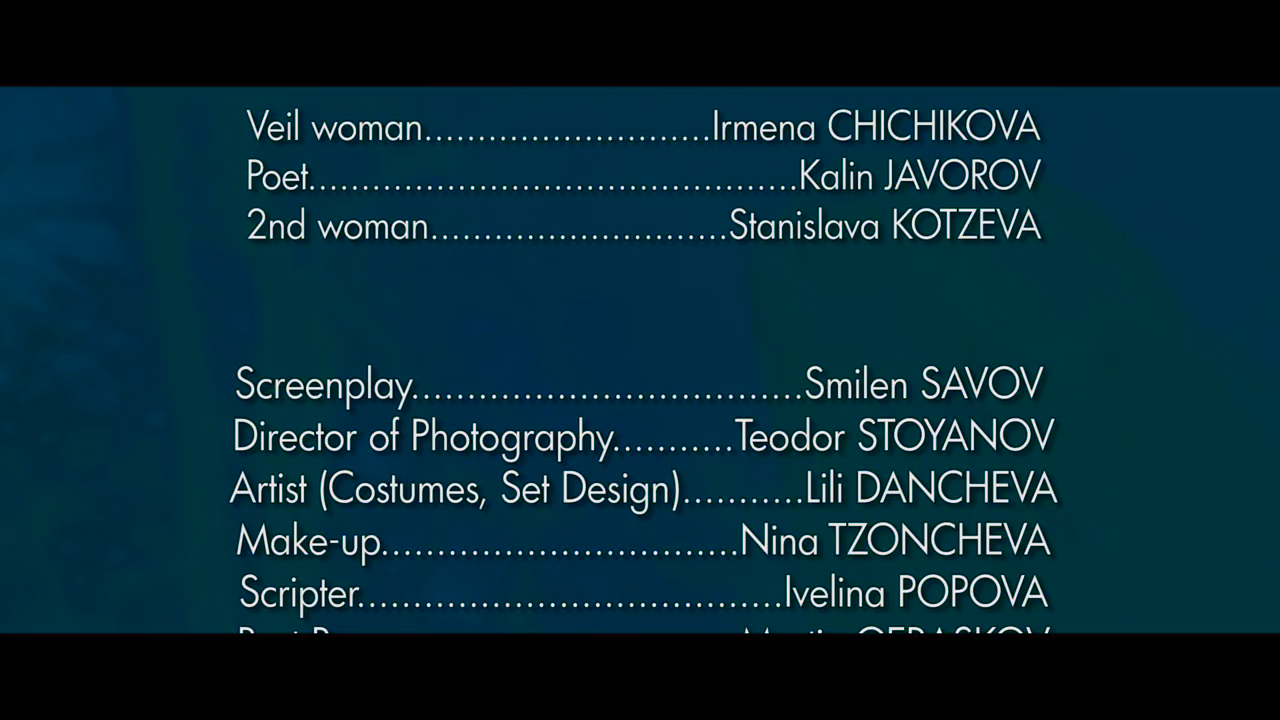 Veil woman...........................Irmena CHICHIKOVA
Poet..............................................Kalin JAVOROV
2nd woman............................Stanislava KOTZEVA
Screenplay....................................Smilen SAVOV
Director of Photography...........Teodor STOYANOV
Artist (Costumes, Set Design)...........Lili DANCHEVA
Make-up.................................Nina TZONCHEVA
Scripter.......................................Ivelina POPOVA